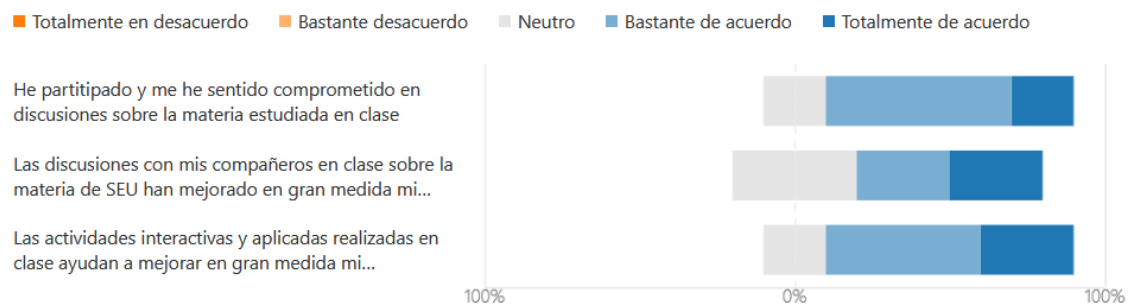 Totalmente en desacuerdo Bastante desacuerdo Neutro Bastante de acuerdo Totalmente de acuerdo
He partitipado y me he sentido comprometido en
discusiones sobre la materia estudiada en clase
Las discusiones con mis compañeros en clase sobre la
materia de SEU han mejorado en gran medida mi...
Las actividades interactivas y aplicadas realizadas en
clase ayudan a mejorar en gran medida mi...
100% 0% 100%